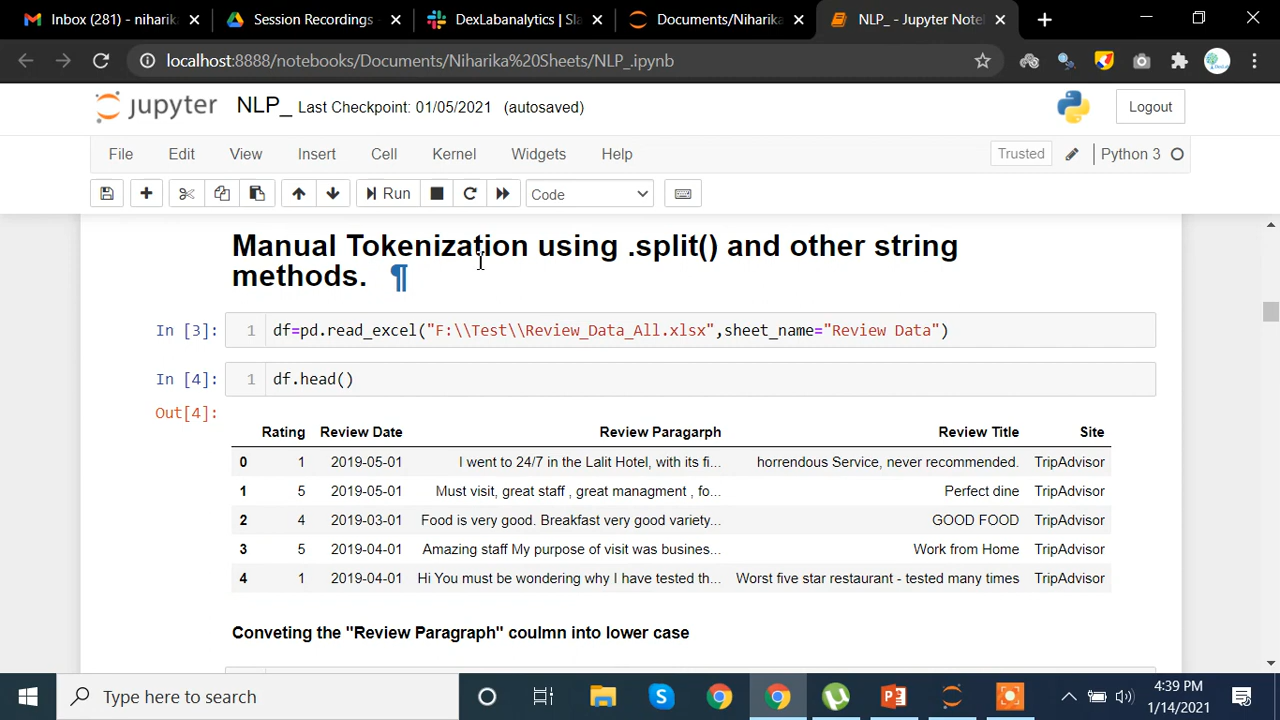 Inbox (281) - niharika
Session Recordings -
DexLabanalytics | Sla
Documents/Niharika
NLP_ - Jupyter Note
localhost:8888/notebooks/Documents/Niharika%20Sheets/NLP_.ipynb
jupyter NLP_ Last Checkpoint: 01/05/2021 (autosaved)
Logout
File Edit View Insert Cell Kernel Widgets Help Trusted Python 3
Run Code
Manual Tokenization using .split() and other string
methods. ¶
In [3]: 1 df=pd.read_excel("F:\\Test\\Review_Data_All.xlsx",sheet_name="Review Data")
In [4]: 1 df.head()
Out[4]:
Rating Review Date Review Paragarph Review Title Site
0 1 2019-05-01 I went to 24/7 in the Lalit Hotel, with its fi... horrendous Service, never recommended. TripAdvisor
1 5 2019-05-01 Must visit, great staff , great managment , fo... Perfect dine TripAdvisor
2 4 2019-03-01 Food is very good. Breakfast very good variety... GOOD FOOD TripAdvisor
3 5 2019-04-01 Amazing staff My purpose of visit was busines... Work from Home TripAdvisor
4 1 2019-04-01 Hi You must be wondering why I have tested th... Worst five star restaurant - tested many times TripAdvisor
Conveting the "Review Paragraph" coulmn into lower case
Type here to search
4:39 PM
1/14/2021